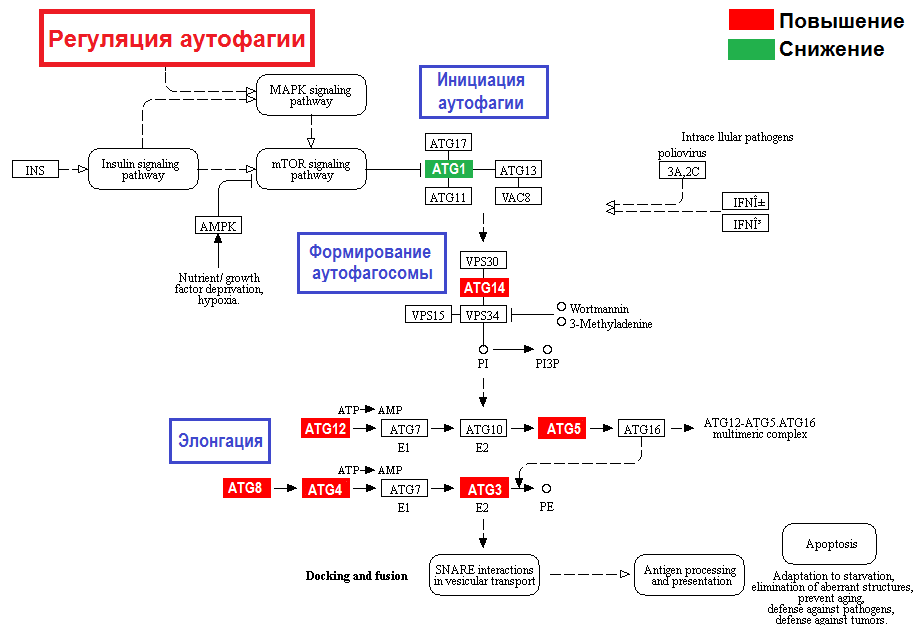 Регуляция аутофагии
Повышение
Снижение
MAPK signaling
pathway
Инициация
аутофагии
INS
Insulin signaling
pathway
mTOR signaling
pathway
ATG17
ATG1
ATG13
ATG11
VAC8
Intrace llular pathogens
poliovirus
3A,2C
IFNÎ±
IFNÎ³
AMPK
Nutrient/ growth
factor deprivation,
hypoxia.
Формирование
аутофагосомы
VPS30
ATG14
VPS15
VPS34
Wortmannin
3-Methyladenine
PI
PI3P
Элонгация
ATP
AMP
ATG12
ATG7
E1
ATG10
E2
ATG5
ATG16
ATG12-ATG5.ATG16
multimeric complex
ATP
AMP
ATG8
ATG4
ATG7
E1
ATG3
E2
PE
Docking and fusion
SNARE interactions
in vesicular transport
Antigen processing
and presentation
Apoptosis
Adaptation to starvation,
elimination of aberrant structures,
prevent aging,
defense against pathogens,
defense against tumors.